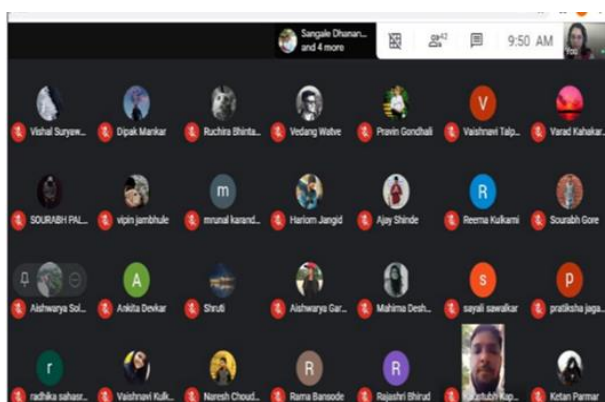 Sangale Dhanan...
and 4 more
42
9:50 AM
You
Vishal Suryaw...
Dipak Mankar
Ruchira Bhinta...
Vedang Watve
Pravin Gondhali
V
Vaishnavi Talp...
Varad Kahakar...
SOURABH PAL...
vipin jambhule
m
mrunal karand...
Hariom Jangid
Ajay Shinde
R
Reema Kulkarni
Sourabh Gore
Aishwarya Sol...
A
Ankita Devkar
Shruti
Aishwarya Gar...
Mahima Desh...
s
sayali sawalkar
p
pratiksha jaga...
r
radhika sahasr...
Vaishnavi Kulk...
Naresh Choud...
R
Rama Bansode
R
Rajashri Bhirud
Kaustubh Kap...
Ketan Parmar